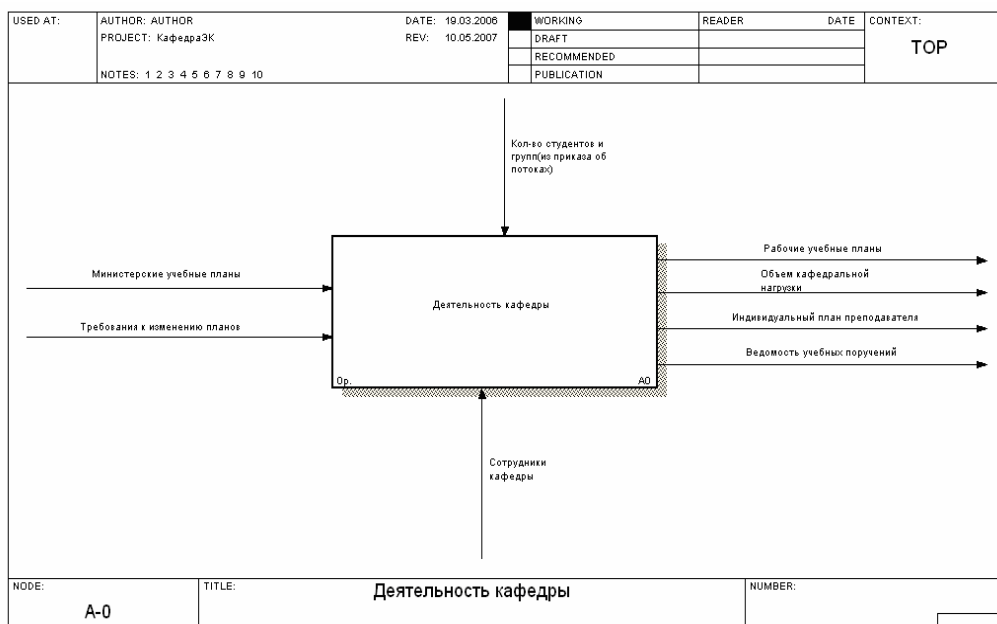 USED AT:
AUTHOR: AUTHOR
DATE: 19.03.2006
PROJECT: КафедраЭК
REV: 10.05.2007
NOTES: 1 2 3 4 5 6 7 8 9 10
WORKING
DRAFT
RECOMMENDED
PUBLICATION
READER
DATE
CONTEXT:
TOP
Кол-во студентов и
групп(из приказа об
потоках)
Министерские учебные планы
Требования к изменению планов
Деятельность кафедры
0р.
A0
Рабочие учебные планы
Объем кафедральной
нагрузки
Индивидуальный план преподавателя
Ведомость учебных поручений
Сотрудники
кафедры
NODE:
A-0
TITLE:
Деятельность кафедры
NUMBER: